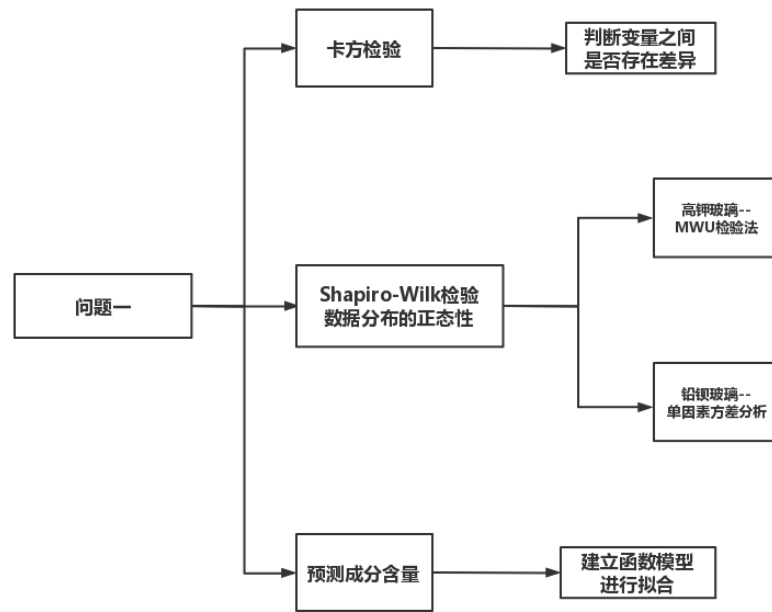 卡方检验
判断变量之间
是否存在差异
高钾玻璃--
MWU检验法
问题一
Shapiro-Wilk检验
数据分布的正态性
铅钡玻璃--
单因素方差分析
预测成分含量
建立函数模型
进行拟合